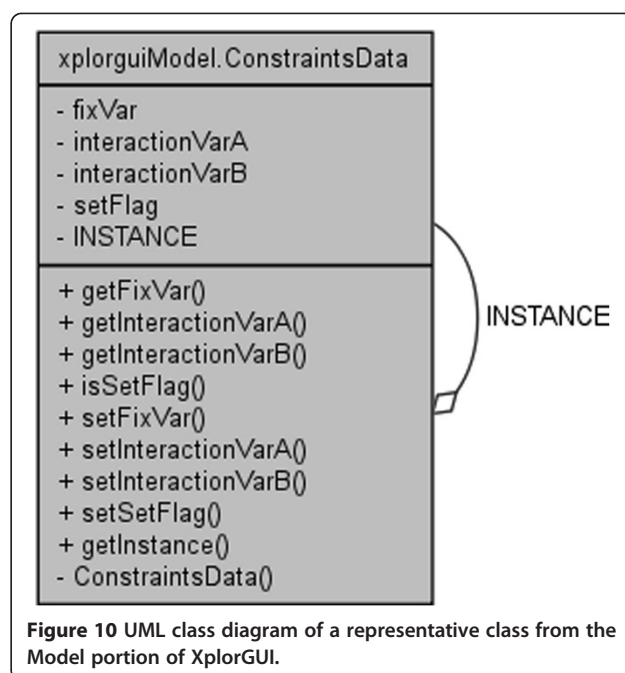 xplorguiModel.ConstraintsData
- fixVar
- interactionVarA
- interactionVarB
- setFlag
- INSTANCE
+ getFixVar()
+ getInteractionVarA()
+ getInteractionVarB()
+ isSetFlag()
+ setFixVar()
+ setInteractionVarA()
+ setInteractionVarB()
+ setSetFlag()
+ getInstance()
- ConstraintsData()
INSTANCE
Figure 10 UML class diagram of a representative class from the
Model portion of XplorGUI.